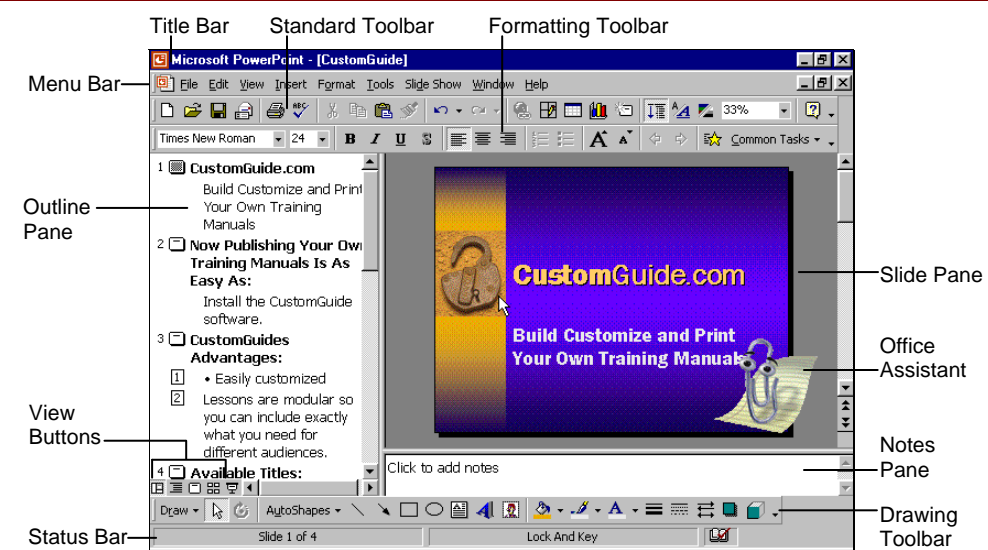 Title Bar Standard Toolbar Formatting Toolbar
Microsoft PowerPoint - [CustomGuide]
Menu Bar
File Edit View Insert Format Tools Slide Show Window Help
33%
Times New Roman 24 B I U S A A Common Tasks
Outline
Pane
1 CustomGuide.com
Build Customize and Print
Your Own Training
Manuals
2 Now Publishing Your Ow
Training Manuals Is As
Easy As:
Install the CustomGuide
software.
3 CustomGuides
Advantages:
1 • Easily customized
2 Lessons are modular so
you can include exactly
what you need for
different audiences.
4 Available Titles:
CustomGuide.com
Build Customize and Print
Your Own Training Manuals
Slide Pane
Office
Assistant
View
Buttons
Click to add notes
Notes
Pane
Draw AutoShapes A A
Drawing
Toolbar
Status Bar
Slide 1 of 4 Lock And Key